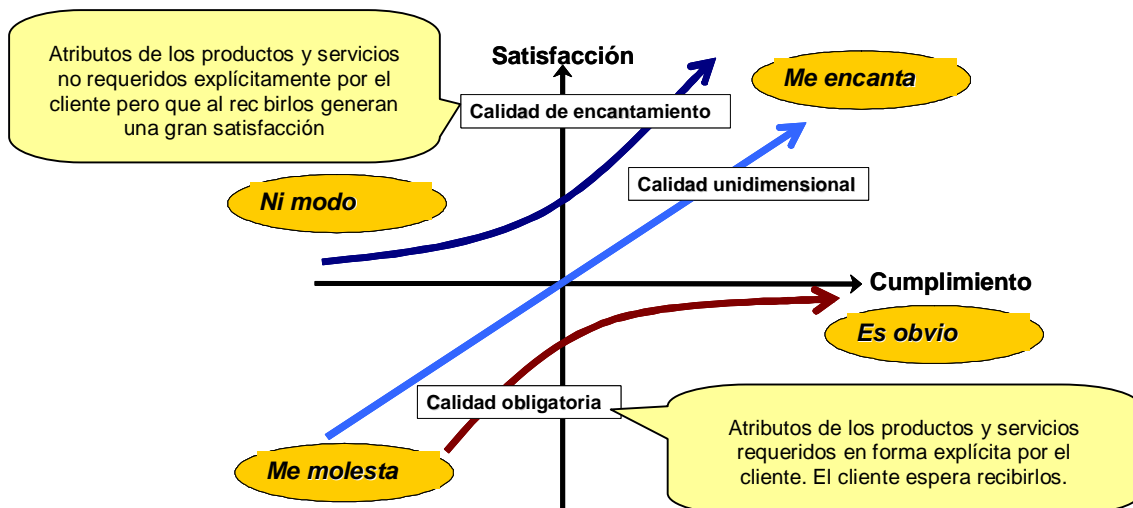 Atributos de los productos y servicios
no requeridos explícitamente por el
cliente pero que al rec birlos generan
una gran satisfacción
Satisfacción
Me encanta
Calidad de encantamiento
Calidad unidimensional
Ni modo
Cumplimiento
Es obvio
Calidad obligatoria
Atributos de los productos y servicios
requeridos en forma explícita por el
cliente. El cliente espera recibirlos.
Me molesta